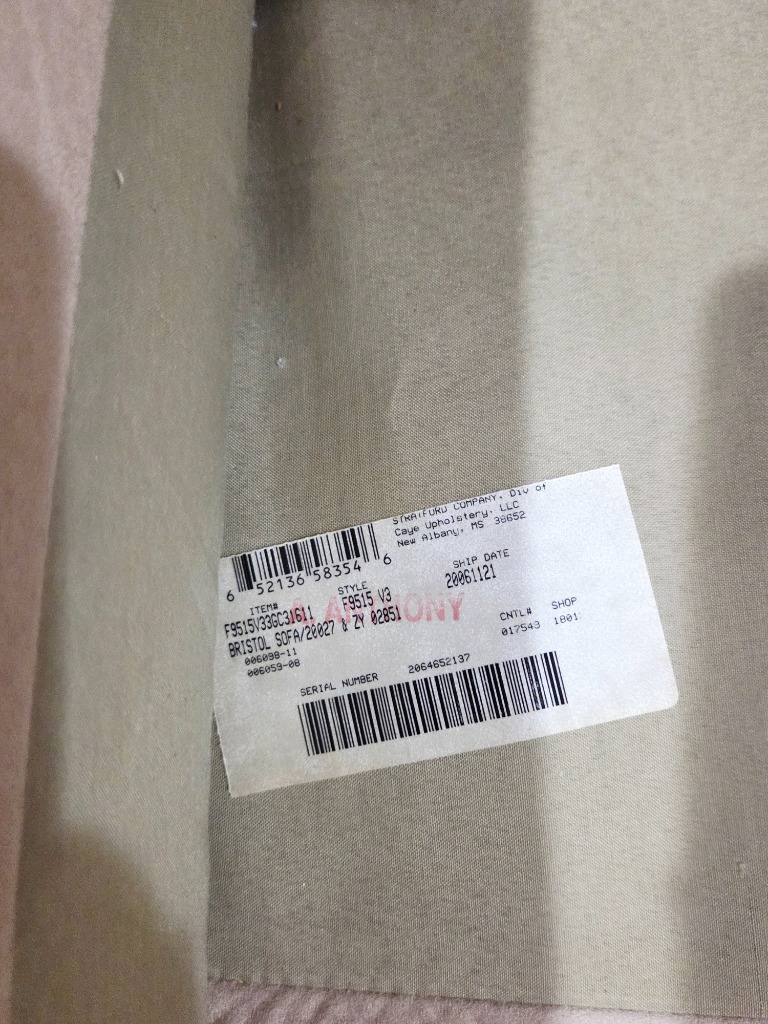 STRATFORD COMPANY, Div of
Caye Upholstery, LLC
New Albany, MS 38652
6 52136 58354 6
SHIP DATE
20061121
ITEM# STYLE
F9515V33GC31611 F9515 V3
A. ANTHONY
BRISTOL SOFA/20027 & ZY 02851
006098-11
006059-08
CNTL# SHOP
017543 1801
SERIAL NUMBER 2064652137